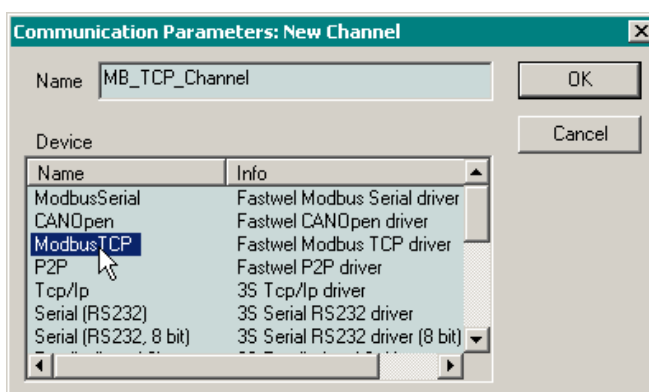 Communication Parameters: New Channel
Name MB_TCP_Channel OK
Cancel
Device
Name Info
ModbusSerial Fastwel Modbus Serial driver
CANOpen Fastwel CANOpen driver
ModbusTCP Fastwel Modbus TCP driver
P2P Fastwel P2P driver
Tcp/Ip 3S Tcp/Ip driver
Serial (RS232) 3S Serial RS232 driver
Serial (RS232, 8 bit) 3S Serial RS232 driver (8 bit)